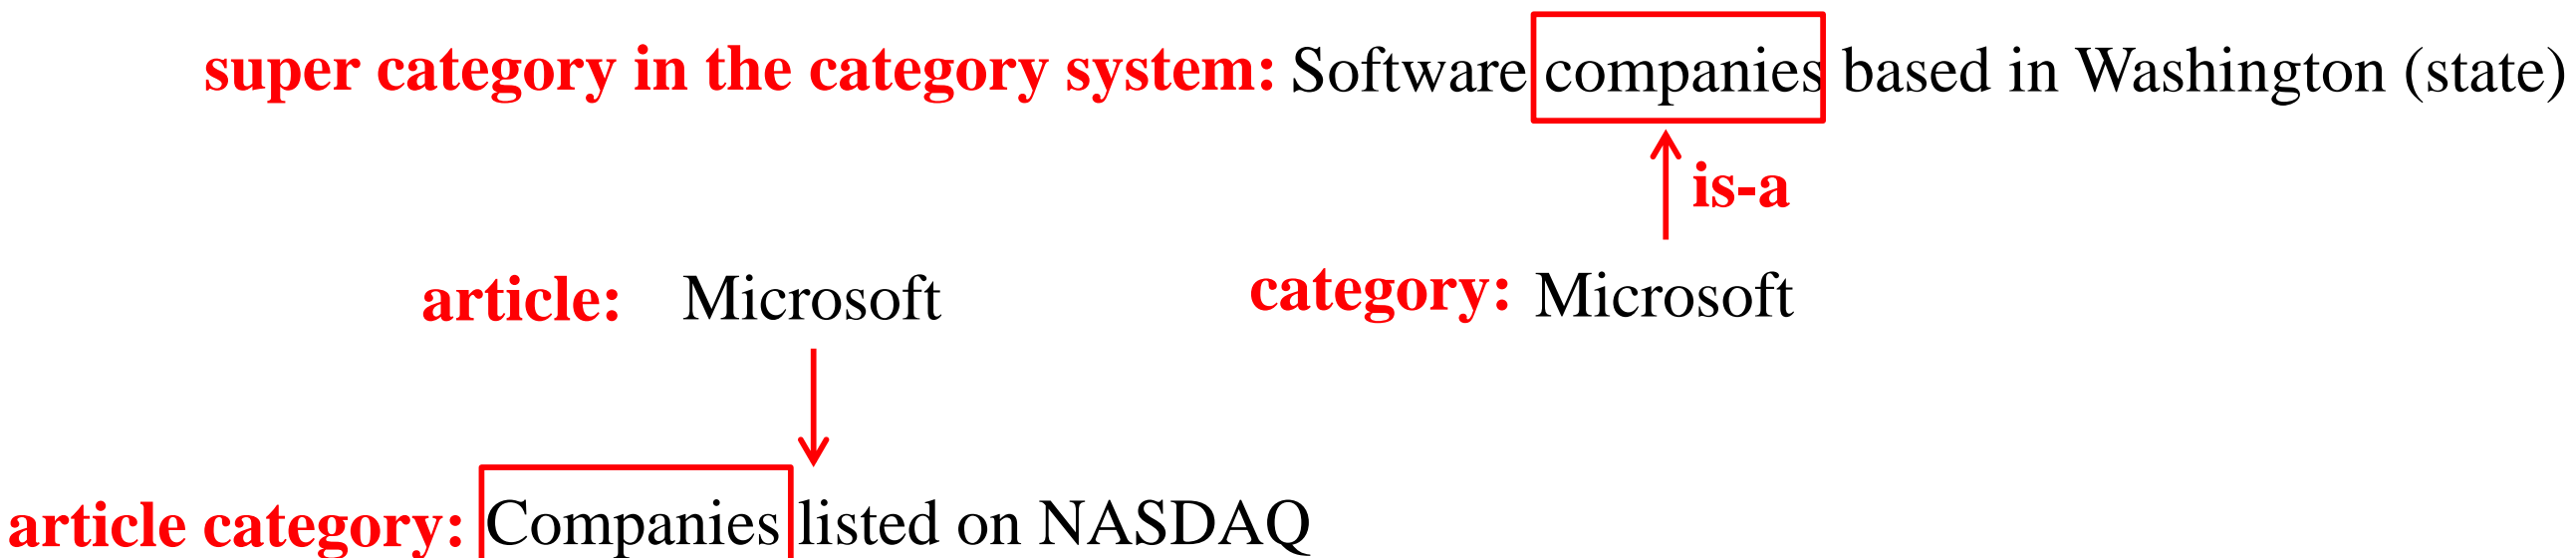 super category in the category system: Software companies based in Washington (state)
is-a
article: Microsoft
category: Microsoft
article category: Companies listed on NASDAQ